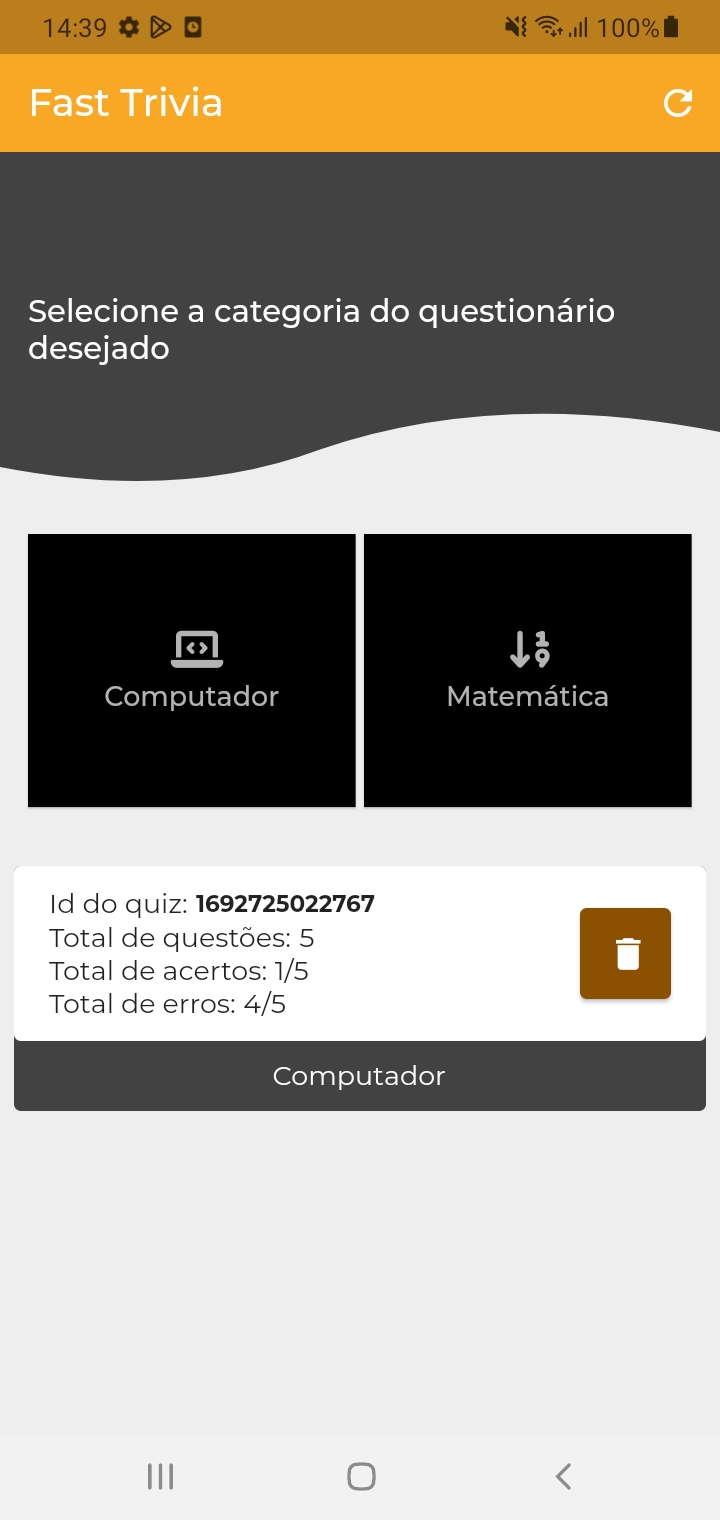 14:39
100%
Fast Trivia
Selecione a categoria do questionário
desejado
Computador
Matemática
Id do quiz: 1692725022767
Total de questões: 5
Total de acertos: 1/5
Total de erros: 4/5
Computador